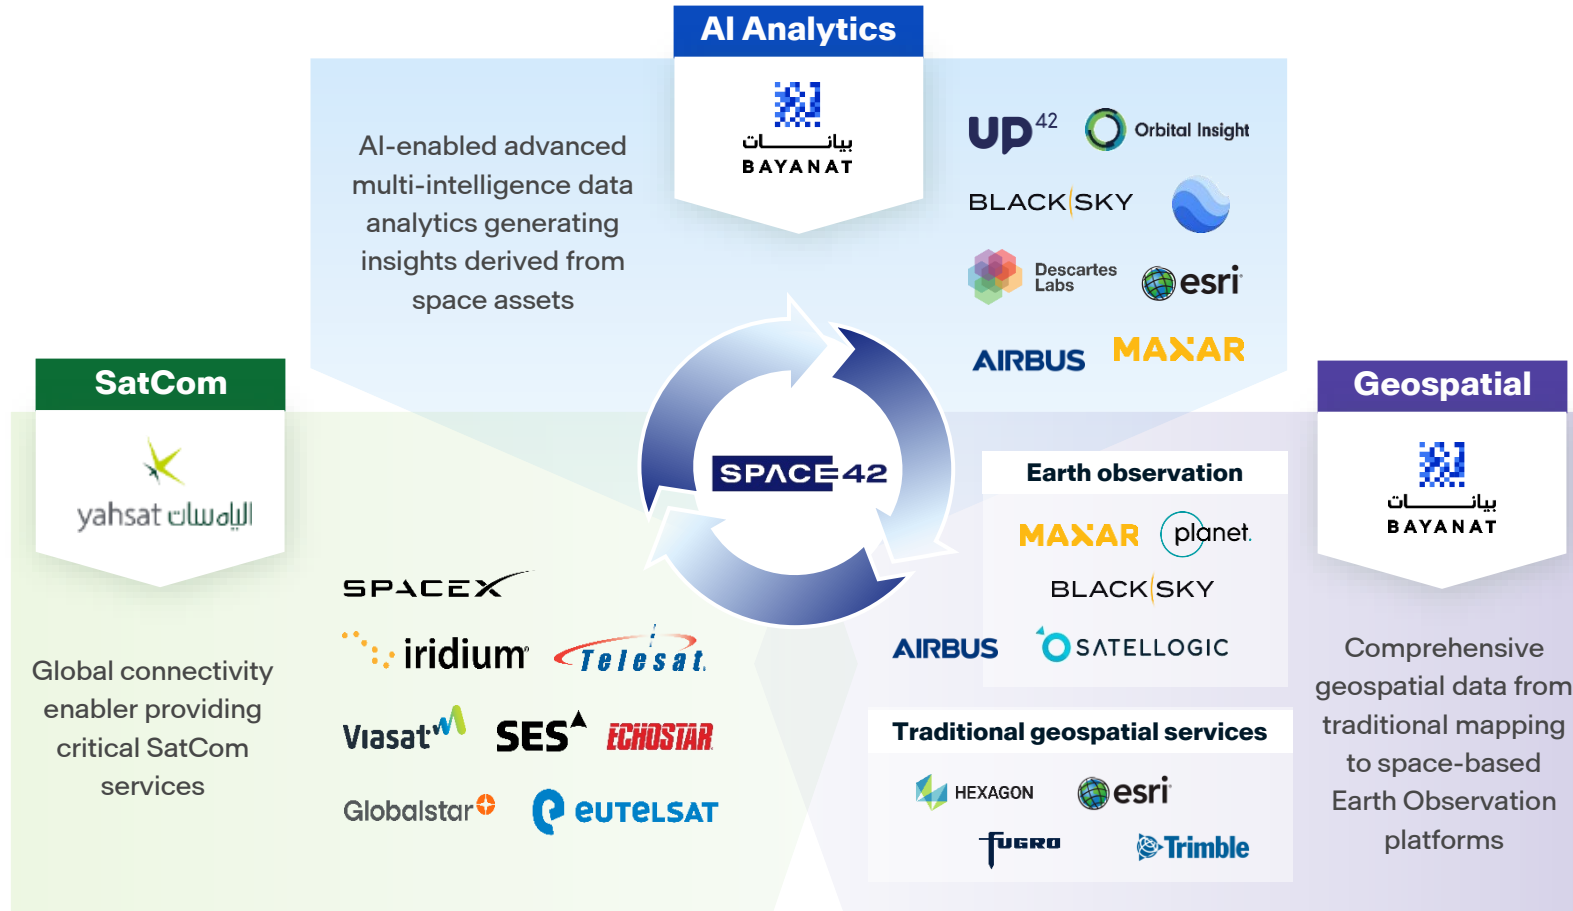 AI Analytics
بيانات
BAYANAT
AI-enabled advanced
multi-intelligence data
analytics generating
insights derived from
space assets
UP42
Orbital Insight
BLACKSKY
Descartes
Labs
esri
AIRBUS
MAXAR
SatCom
yahsat الياه سات
Global connectivity
enabler providing
critical SatCom
services
SPACEX
iridium
Telesat.
Viasat
SES
ECHOSTAR
Globalstar
eutelsat
SPACE42
Geospatial
بيانات
BAYANAT
Comprehensive
geospatial data from
traditional mapping
to space-based
Earth Observation
platforms
Earth observation
MAXAR
planet.
BLACKSKY
AIRBUS
SATELLOGIC
Traditional geospatial services
HEXAGON
esri
FUGRO
Trimble